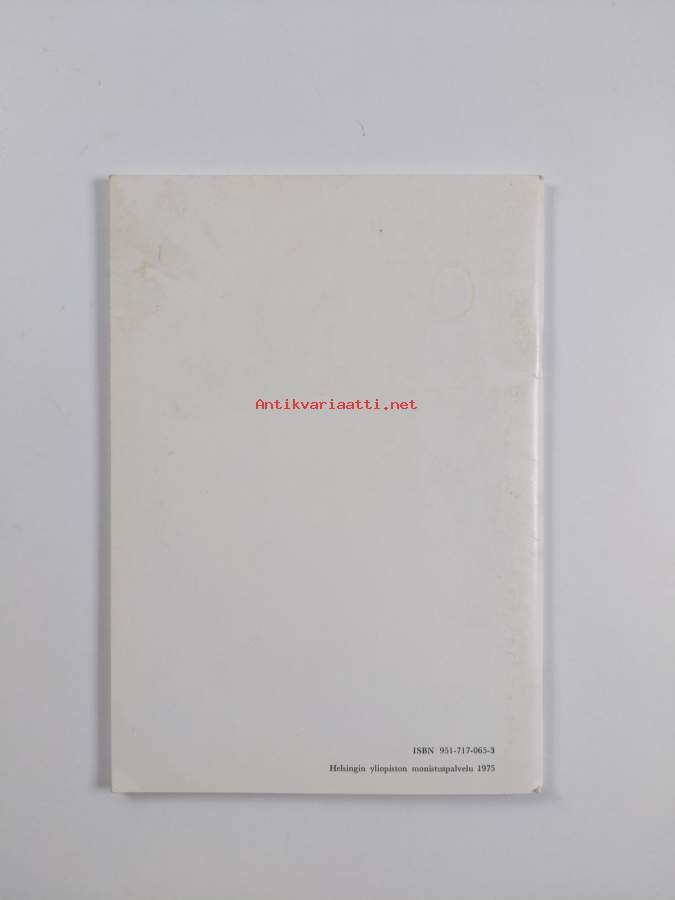 Antikvariaatti.net
ISBN 951-717-065-3
Helsingin yliopiston monistuspalvelu 1975